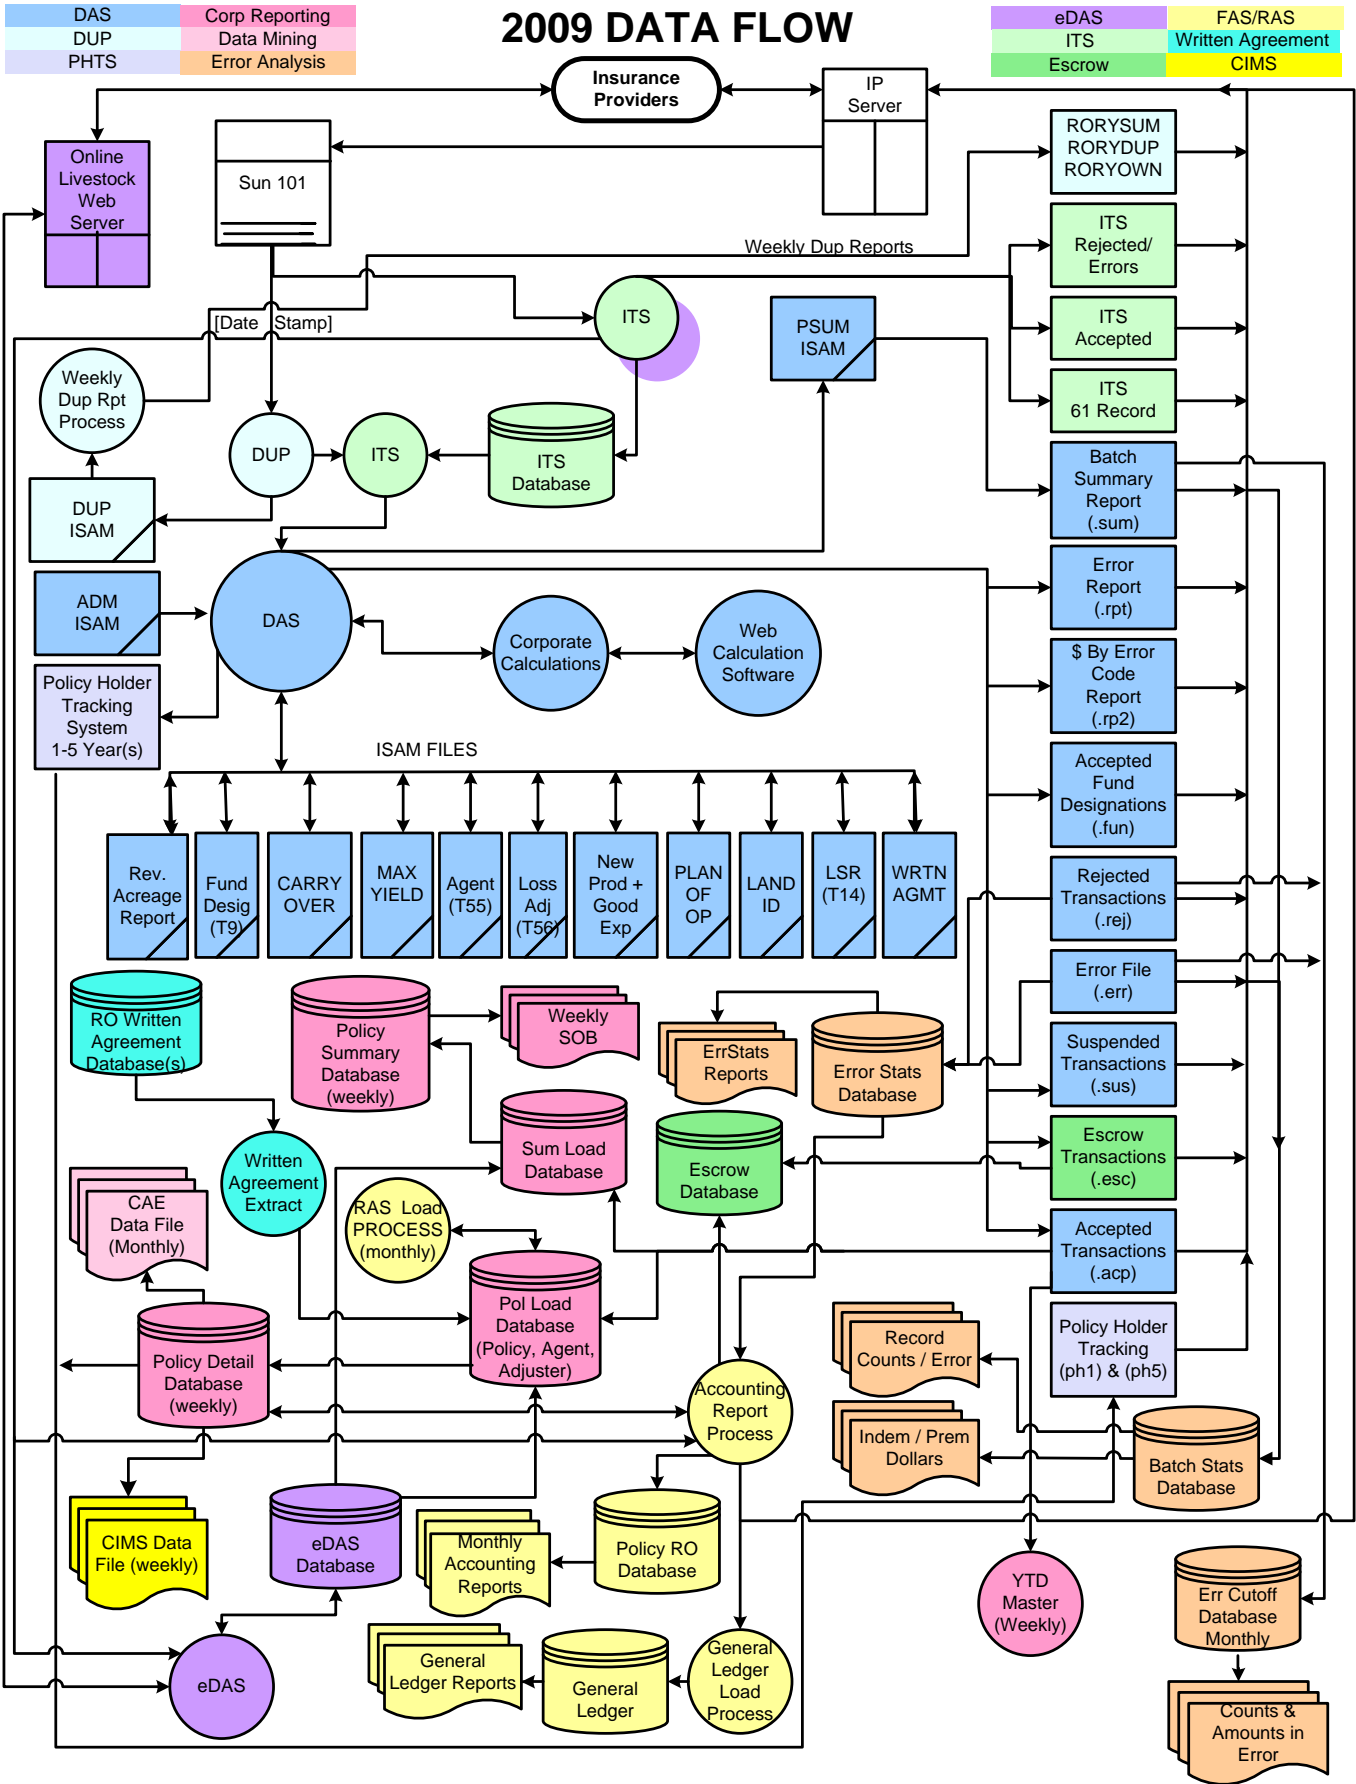 2009 DATA FLOW
DAS
Corp Reporting
DUP
Data Mining
PHTS
Error Analysis
eDAS
FAS/RAS
ITS
Written Agreement
Escrow
CIMS
Insurance
Providers
IP
Server
Online
Livestock
Web
Server
Sun 101
RORYSUM
RORYDUP
RORYOWN
Weekly Dup Reports
ITS
Rejected/
Errors
[Date Stamp]
ITS
PSUM
ISAM
ITS
Accepted
Weekly
Dup Rpt
Process
ITS
61 Record
DUP
ITS
ITS
Database
Batch
Summary
Report
(.sum)
DUP
ISAM
Error
Report
(.rpt)
ADM
ISAM
DAS
Corporate
Calculations
Web
Calculation
Software
$ By Error
Code
Report
(.rp2)
Policy Holder
Tracking
System
1-5 Year(s)
ISAM FILES
Accepted
Fund
Designations
(.fun)
Rev.
Acreage
Report
Fund
Desig
(T9)
CARRY
OVER
MAX
YIELD
Agent
(T55)
Loss
Adj
(T56)
New
Prod +
Good
Exp
PLAN
OF
OP
LAND
ID
LSR
(T14)
WRTN
AGMT
Rejected
Transactions
(.rej)
Error File
(.err)
RO Written
Agreement
Database(s)
Policy
Summary
Database
(weekly)
Weekly
SOB
ErrStats
Reports
Error Stats
Database
Suspended
Transactions
(.sus)
Sum Load
Database
Escrow
Database
Escrow
Transactions
(.esc)
Written
Agreement
Extract
CAE
Data File
(Monthly)
RAS Load
PROCESS
(monthly)
Accepted
Transactions
(.acp)
Pol Load
Database
(Policy, Agent,
Adjuster)
Policy Detail
Database
(weekly)
Record
Counts / Error
Policy Holder
Tracking
(ph1) & (ph5)
Accounting
Report
Process
Indem / Prem
Dollars
Batch Stats
Database
CIMS Data
File (weekly)
eDAS
Database
Monthly
Accounting
Reports
Policy RO
Database
YTD
Master
(Weekly)
Err Cutoff
Database
Monthly
eDAS
General
Ledger Reports
General
Ledger
General
Ledger
Load
Process
Counts &
Amounts in
Error